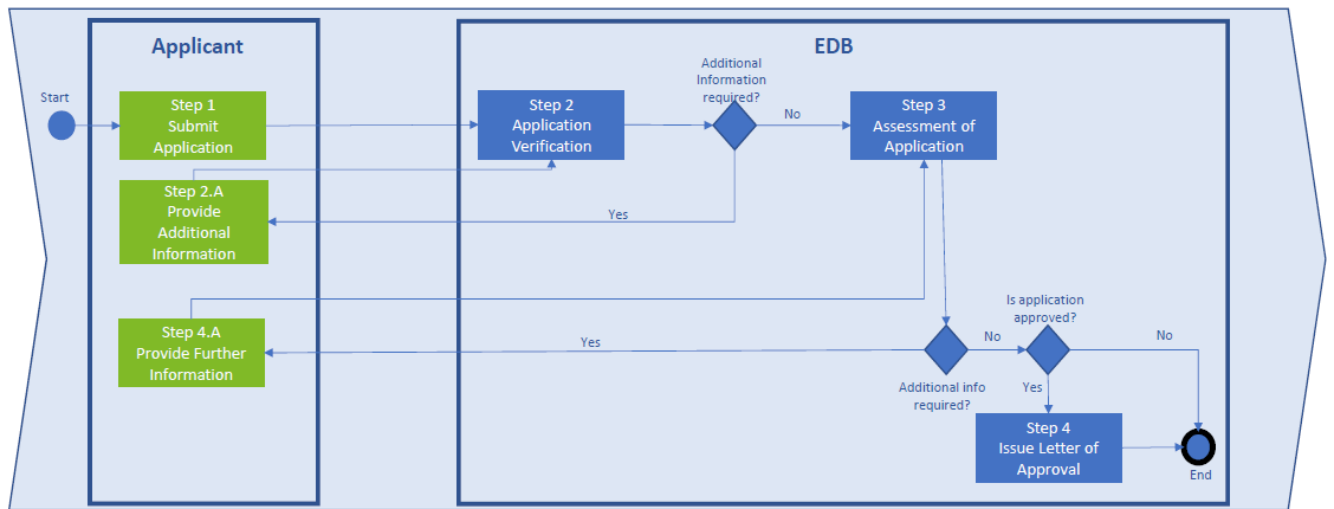 Applicant
EDB
Start
Step 1
Submit
Application
Step 2
Application
Verification
Additional
Information
required?
No
Step 3
Assessment of
Application
Step 2.A
Provide
Additional
Information
Yes
Step 4.A
Provide Further
Information
Yes
Additional info
required?
No
Is application
approved?
No
Yes
Step 4
Issue Letter of
Approval
End